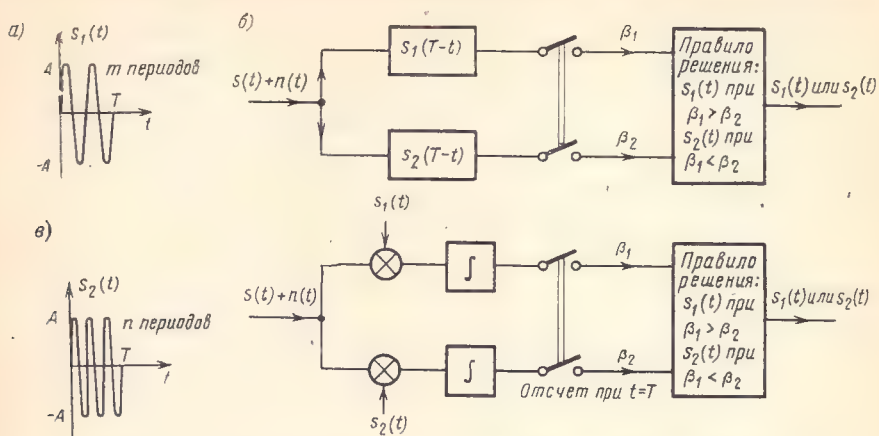 а)
s₁(t)
A
m периодов
T
t
-A
б)
s(t)+n(t)
s₁(T-t)
s₂(T-t)
β₁
β₂
Правило
решения:
s₁(t) при
β₁>β₂
s₂(t) при
β₁<β₂
s₁(t) или s₂(t)
в)
s₂(t)
A
n периодов
T
t
-A
s(t)+n(t)
s₁(t)
∫
∫
s₂(t)
β₁
β₂
Отсчет при t=T
Правило
решения:
s₁(t) при
β₁>β₂
s₂(t) при
β₁<β₂
s₁(t) или s₂(t)